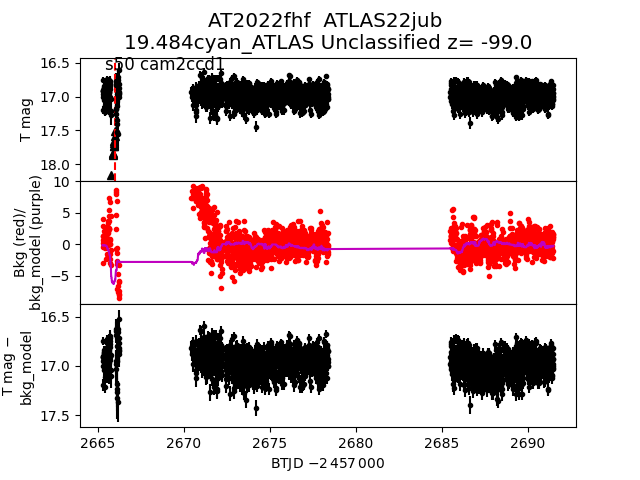 AT2022fhf ATLAS22jub
19.484cyan_ATLAS Unclassified z= -99.0
s50 cam2ccd1
16.5
17.0
17.5
18.0
T mag
10
5
0
−5
Bkg (red)/
bkg_model (purple)
16.5
17.0
17.5
T mag −
bkg_model
2665 2670 2675 2680 2685 2690
BTJD −2 457 000